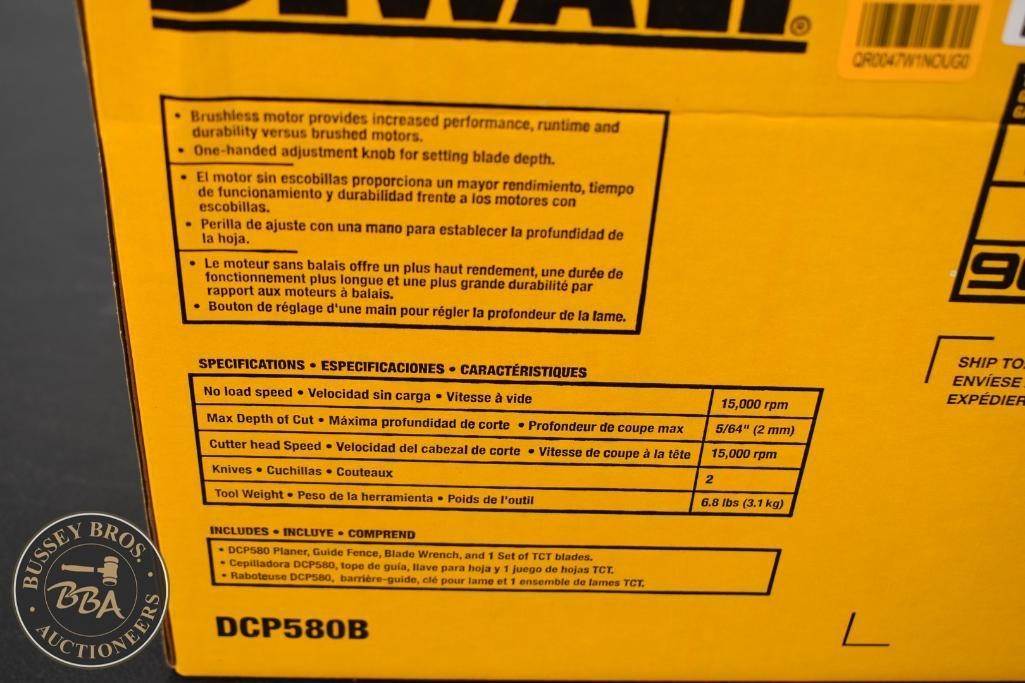 DEWALT®
QR0047W1NOUG0
• Brushless motor provides increased performance, runtime and
durability versus brushed motors.
• One-handed adjustment knob for setting blade depth.
• El motor sin escobillas proporciona un mayor rendimiento, tiempo
de funcionamiento y durabilidad frente a los motores con
escobillas.
• Perilla de ajuste con una mano para establecer la profundidad de
la hoja.
• Le moteur sans balais offre un plus haut rendement, une durée de
fonctionnement plus longue et une plus grande durabilité par
rapport aux moteurs à balais.
• Bouton de réglage d'une main pour régler la profondeur de la lame.
SPECIFICATIONS • ESPECIFICACIONES • CARACTÉRISTIQUES
No load speed • Velocidad sin carga • Vitesse à vide 15,000 rpm
Max Depth of Cut • Máxima profundidad de corte • Profondeur de coupe max 5/64" (2 mm)
Cutter head Speed • Velocidad del cabezal de corte • Vitesse de coupe à la tête 15,000 rpm
Knives • Cuchillas • Couteaux 2
Tool Weight • Peso de la herramienta • Poids de l'outil 6.8 lbs (3.1 kg)
INCLUDES • INCLUYE • COMPREND
• DCP580 Planer, Guide Fence, Blade Wrench, and 1 Set of TCT blades.
• Cepilladora DCP580, tope de guía, llave para hoja y 1 juego de hojas TCT.
• Raboteuse DCP580, barrière-guide, clé pour lame et 1 ensemble de lames TCT.
DCP580B
SHIP TO
ENVÍESE
EXPÉDIER
BUSSEY BROS.
BBA
AUCTIONEERS